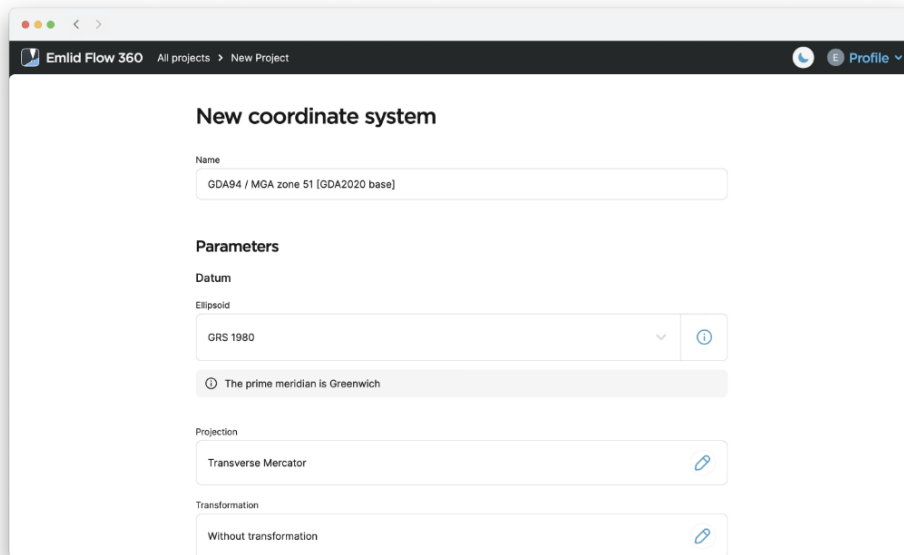 Emlid Flow 360 All projects > New Project E Profile
New coordinate system
Name
GDA94 / MGA zone 51 [GDA2020 base]
Parameters
Datum
Ellipsoid
GRS 1980
The prime meridian is Greenwich
Projection
Transverse Mercator
Transformation
Without transformation